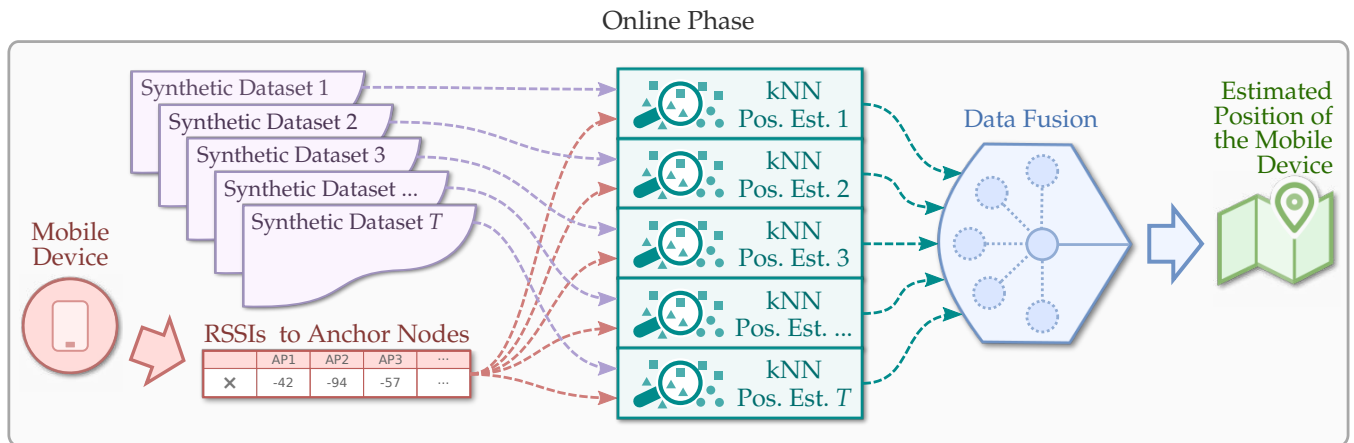 Online Phase
Synthetic Dataset 1
Synthetic Dataset 2
Synthetic Dataset 3
Synthetic Dataset ...
Synthetic Dataset T
Mobile
Device
RSSIs to Anchor Nodes
AP1 AP2 AP3 ...
× -42 -94 -57 ...
kNN
Pos. Est. 1
kNN
Pos. Est. 2
kNN
Pos. Est. 3
kNN
Pos. Est. ...
kNN
Pos. Est. T
Data Fusion
Estimated
Position of
the Mobile
Device